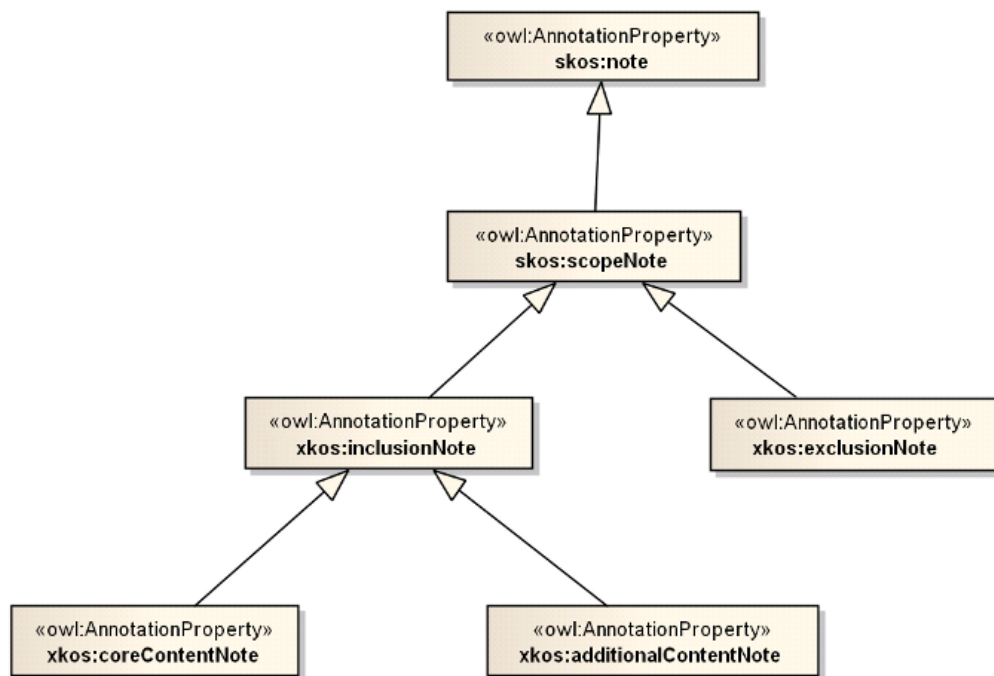 «owl:AnnotationProperty»
skos:note
«owl:AnnotationProperty»
skos:scopeNote
«owl:AnnotationProperty»
xkos:inclusionNote
«owl:AnnotationProperty»
xkos:exclusionNote
«owl:AnnotationProperty»
xkos:coreContentNote
«owl:AnnotationProperty»
xkos:additionalContentNote